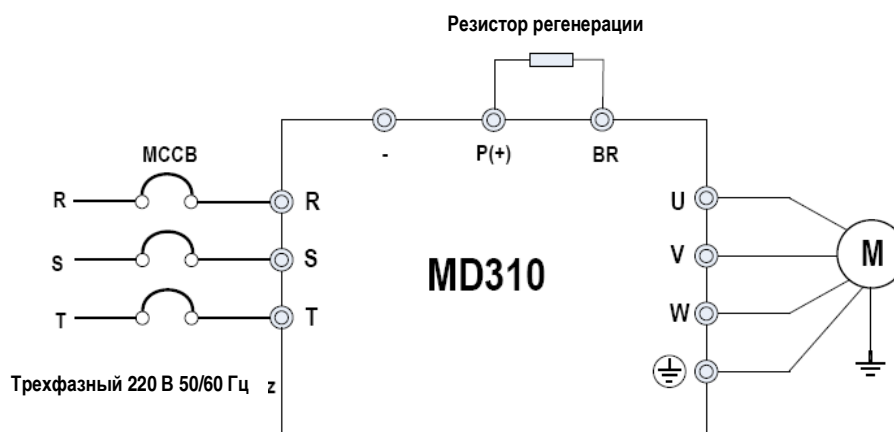 Резистор регенерации
MCCB
- P(+) BR
R R U
S S V
MD310 M
T T W
Трехфазный 220 В 50/60 Гц z